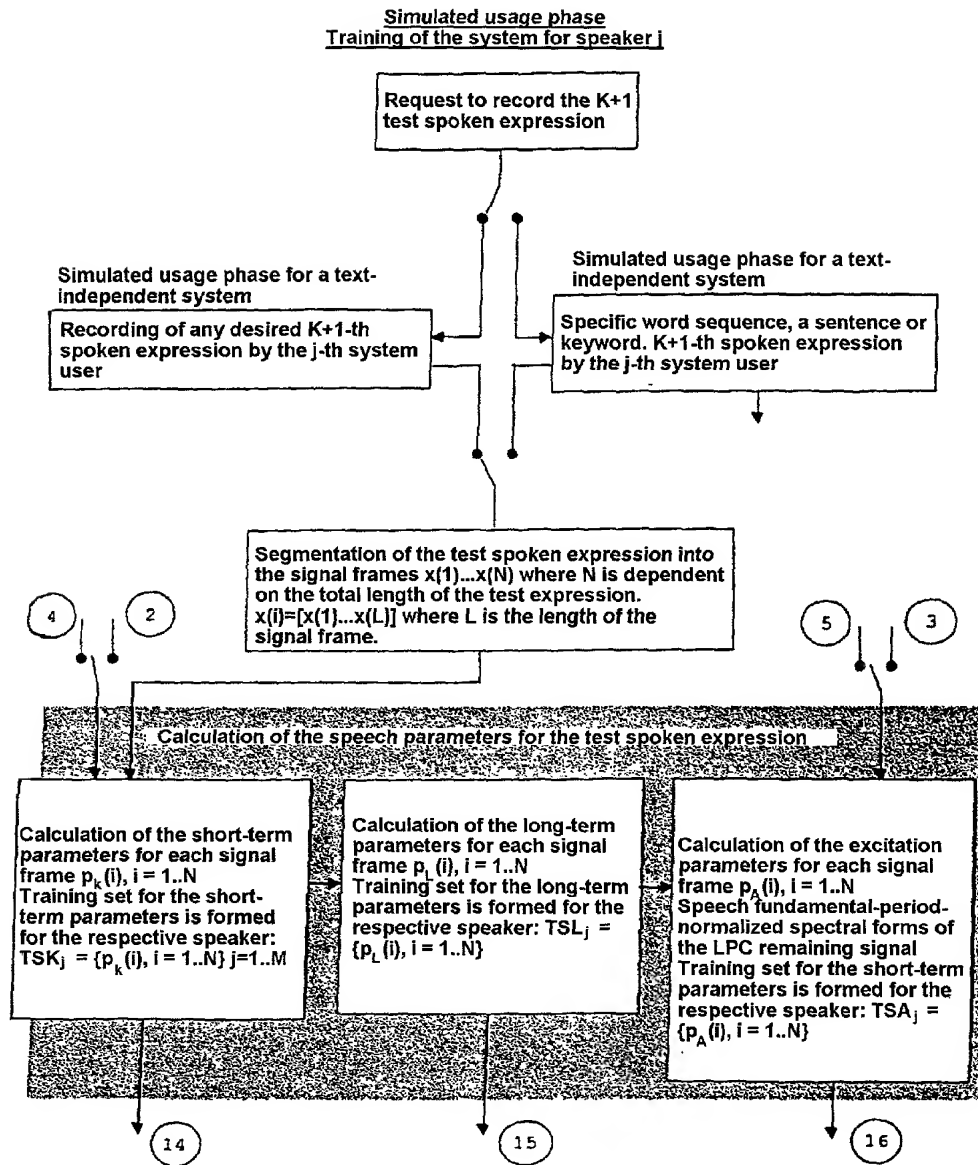 Simulated usage phase
Training of the system for speaker j
Request to record the K+1
test spoken expression
Simulated usage phase for a text-
independent system
Recording of any desired K+1-th
spoken expression by the j-th system
user
Simulated usage phase for a text-
independent system
Specific word sequence, a sentence or
keyword. K+1-th spoken expression
by the j-th system user
Segmentation of the test spoken expression into
the signal frames x(1)...x(N) where N is dependent
on the total length of the test expression.
x(i)=[x(1)...x(L)] where L is the length of the
signal frame.
4
2
5
3
Calculation of the speech parameters for the test spoken expression
Calculation of the short-term
parameters for each signal
frame p_k(i), i = 1..N
Training set for the short-
term parameters is formed
for the respective speaker:
TSK_j = {p_k(i), i = 1..N} j=1..M
Calculation of the long-term
parameters for each signal
frame p_L(i), i = 1..N
Training set for the long-term
parameters is formed for the
respective speaker: TSL_j =
{p_L(i), i = 1..N}
Calculation of the excitation
parameters for each signal
frame p_A(i), i = 1..N
Speech fundamental-period-
normalized spectral forms of
the LPC remaining signal
Training set for the short-term
parameters is formed for the
respective speaker: TSA_j =
{p_A(i), i = 1..N}
14
15
16